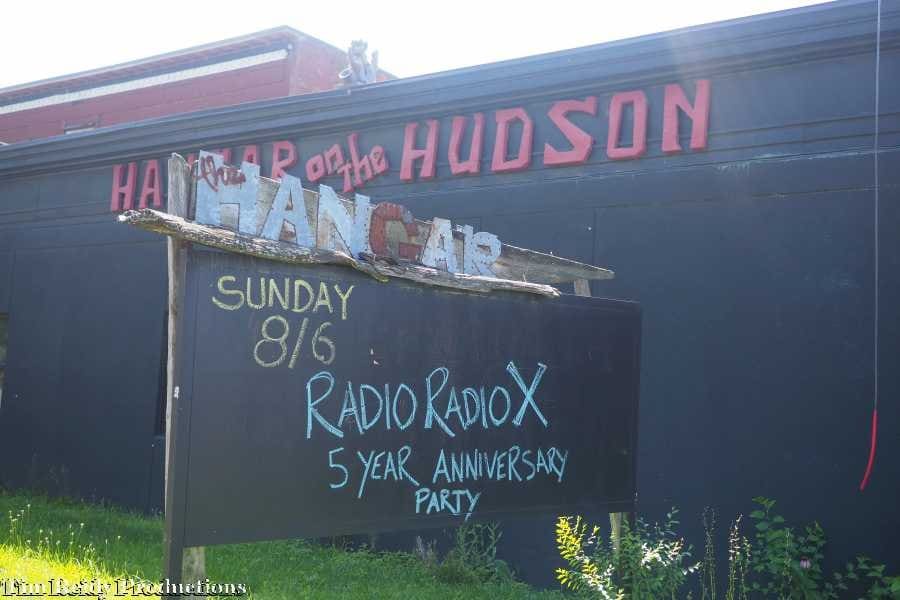 HANGAR on the HUDSON
the HANGAR
SUNDAY
8/6
RADIO RADIO X
5 YEAR ANNIVERSARY
PARTY
Tim Reidy Productions